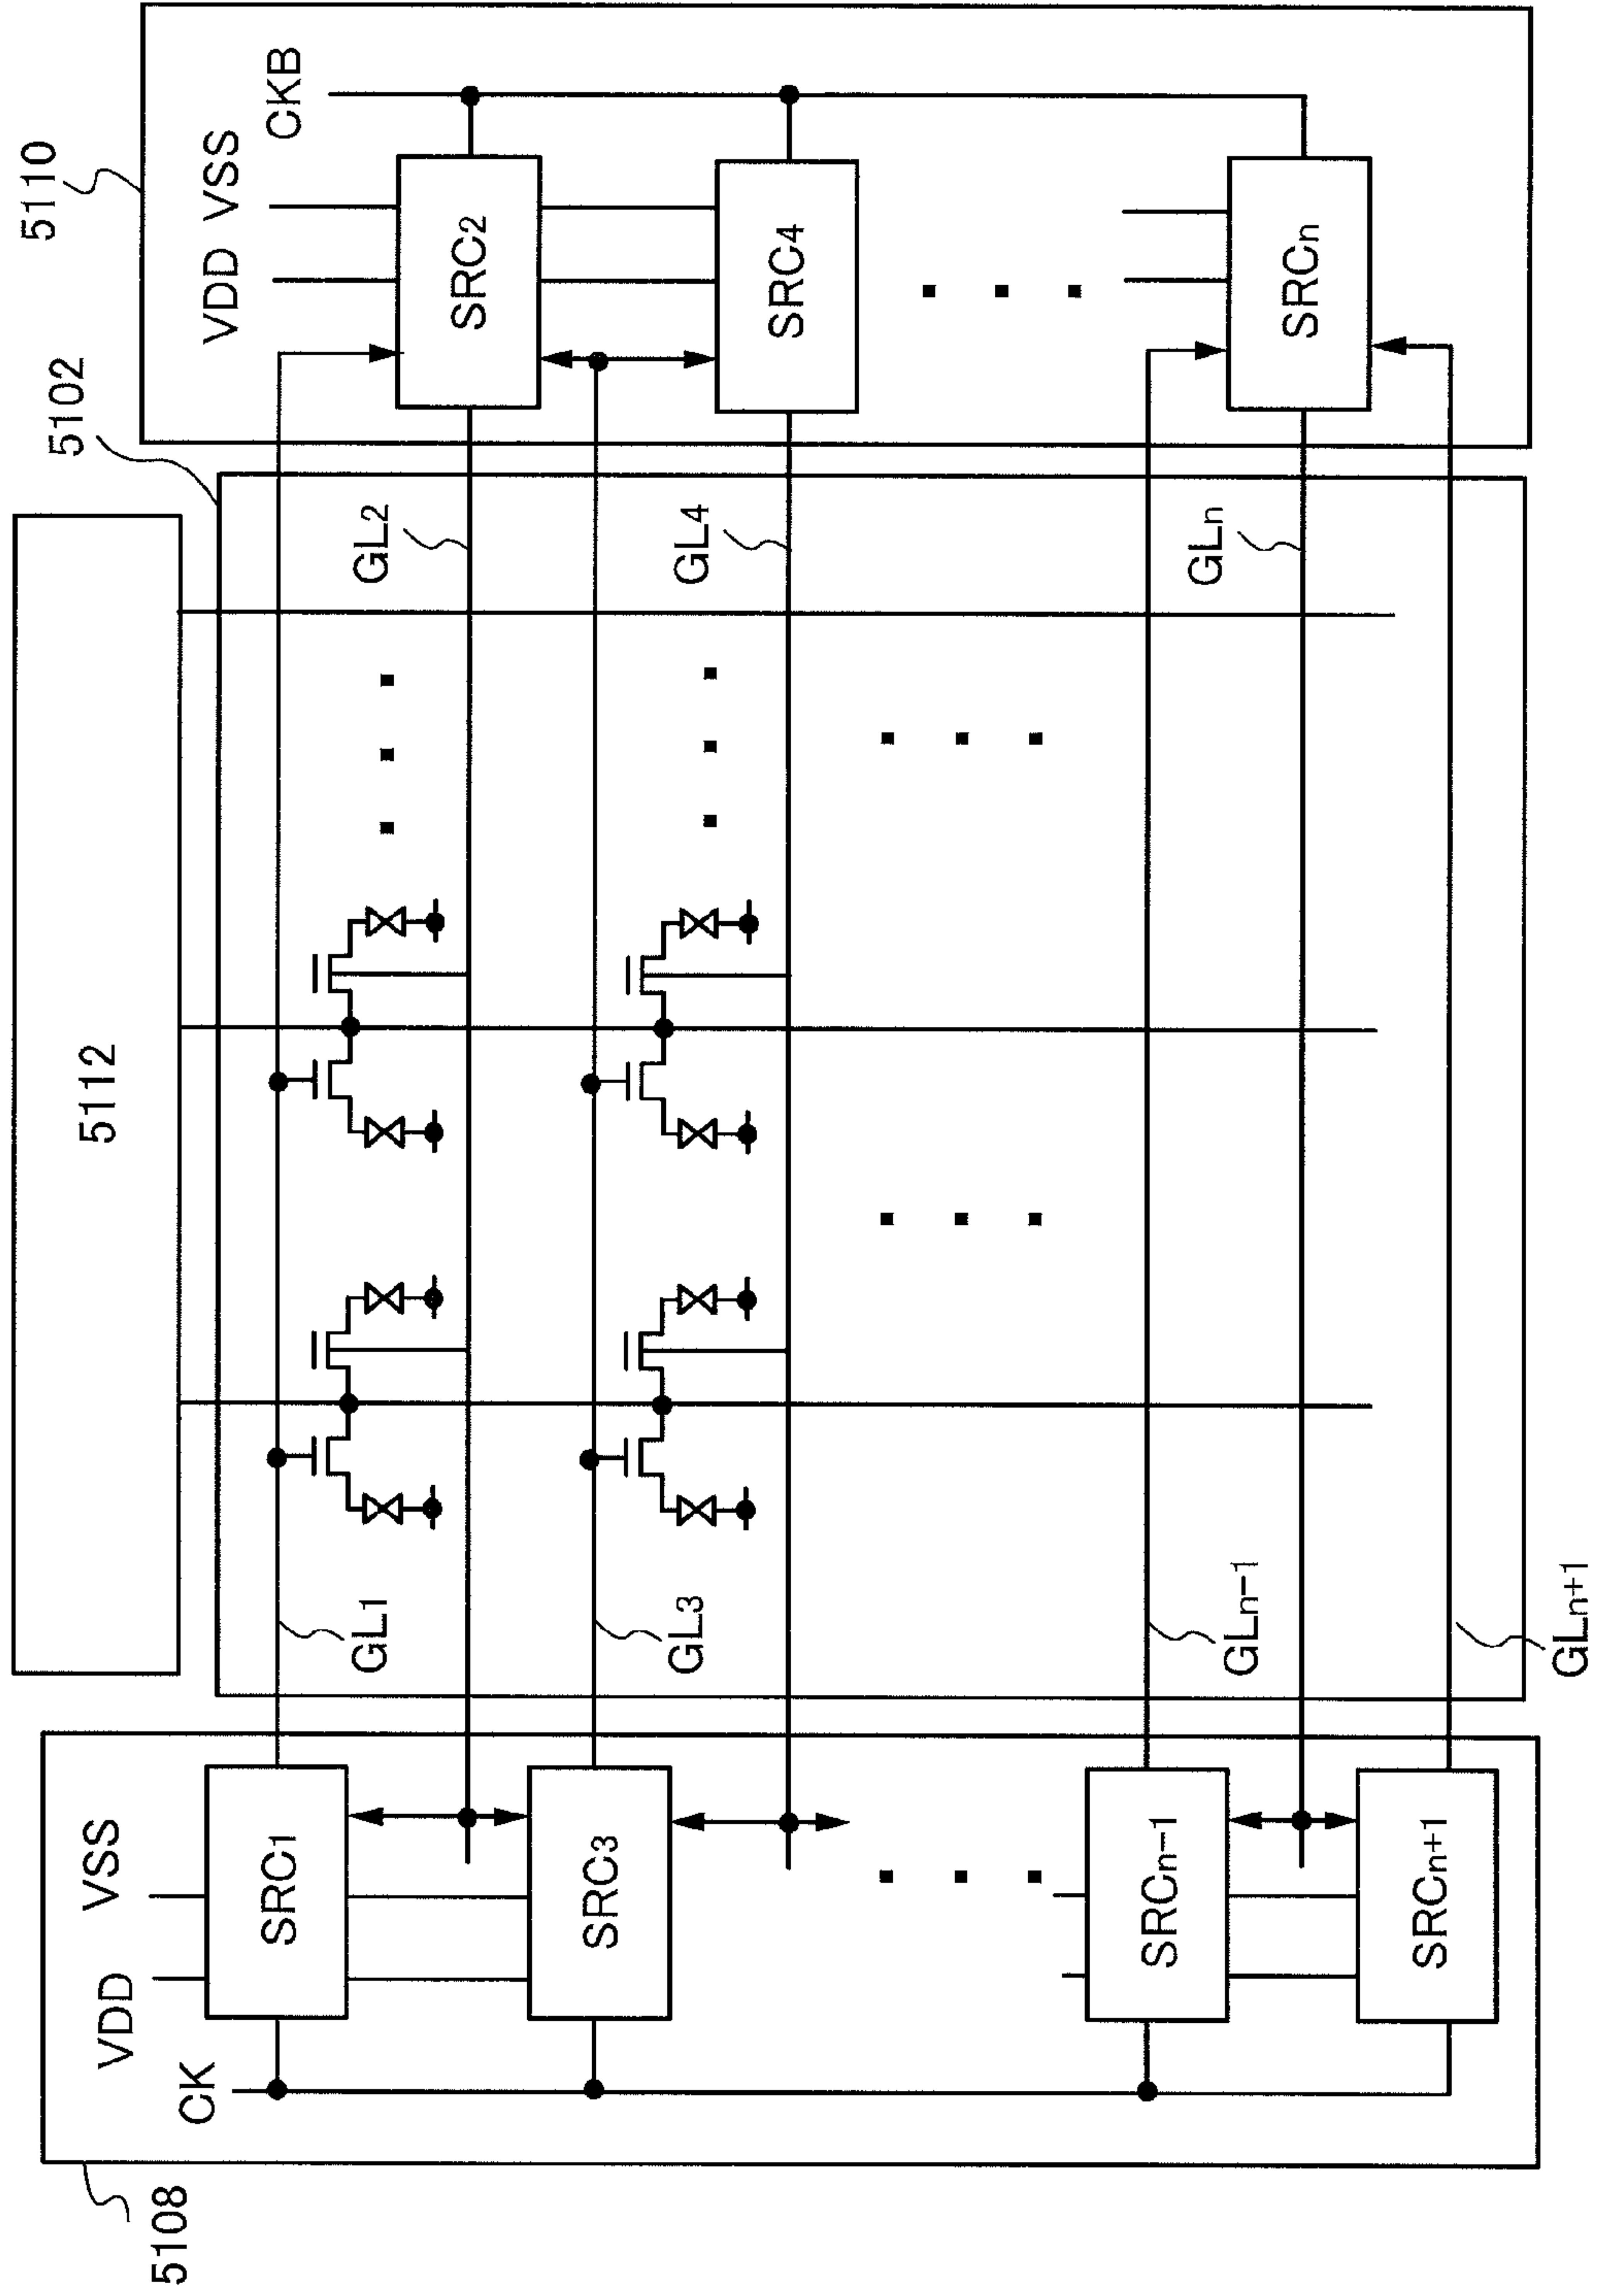 5110
CKB
VDD VSS
SRC2
SRC4
SRCn
5102
GL2
GL4
GLn
5112
GL1
GL3
GLn-1
GLn+1
VDD VSS
CK
SRC1
SRC3
SRCn-1
SRCn+1
5108